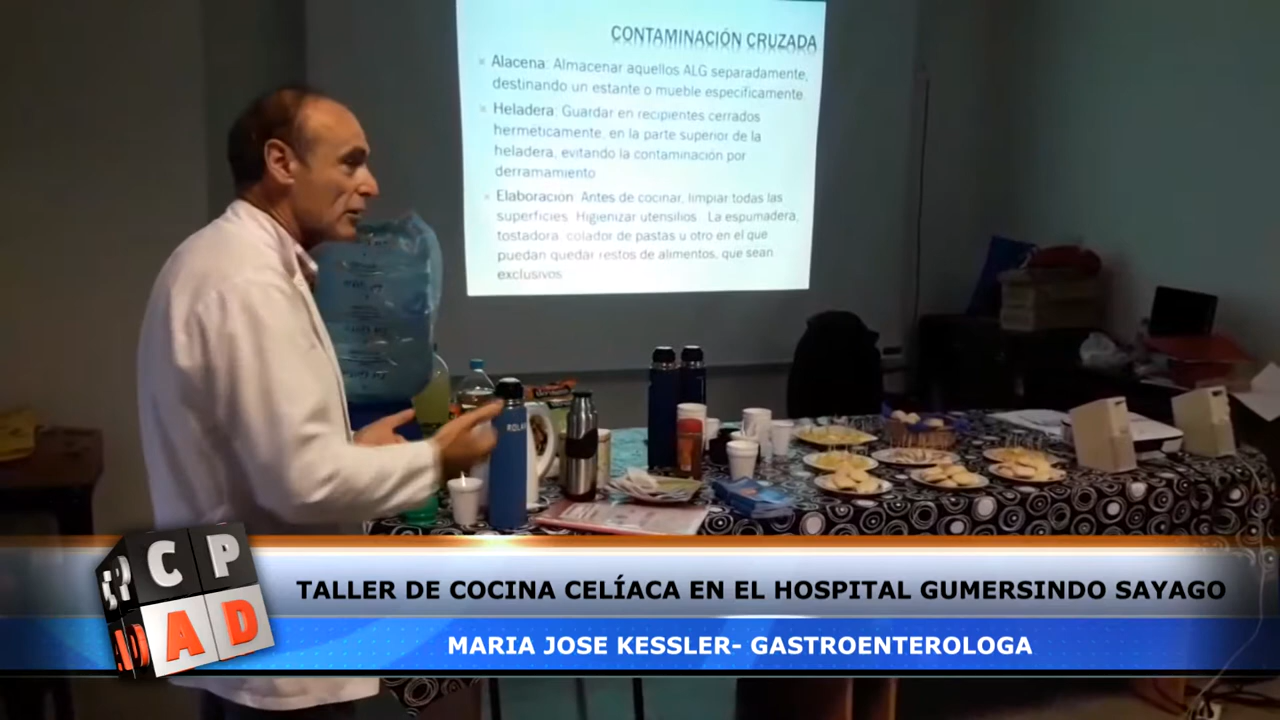 CONTAMINACIÓN CRUZADA
Alacena: Almacenar aquellos ALG separadamente,
destinando un estante o mueble específicamente.
Heladera: Guardar en recipientes cerrados
herméticamente, en la parte superior de la
heladera, evitando la contaminación por
derramamiento
Elaboración: Antes de cocinar, limpiar todas las
superficies. Higienizar utensilios. La espumadera,
tostadora, colador de pastas u otro en el que
puedan quedar restos de alimentos, que sean
exclusivos
CP
AD
TALLER DE COCINA CELÍACA EN EL HOSPITAL GUMERSINDO SAYAGO
MARIA JOSE KESSLER- GASTROENTEROLOGA